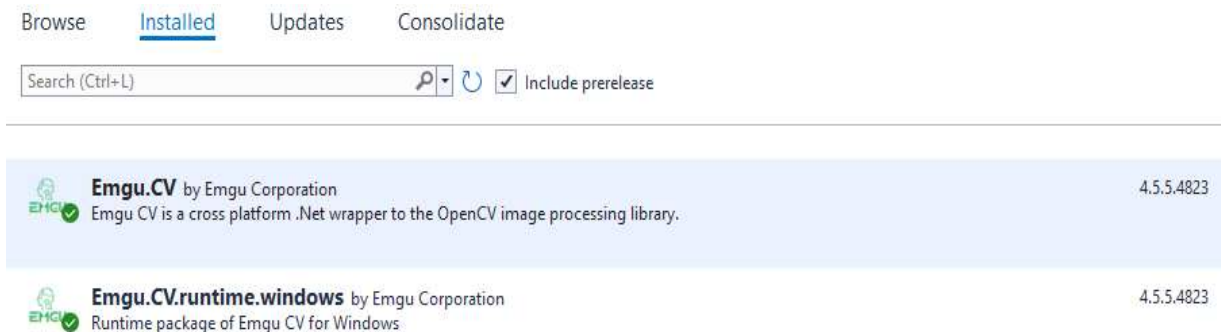 Browse Installed Updates Consolidate
Search (Ctrl+L) Include prerelease
Emgu.CV by Emgu Corporation 4.5.5.4823
EMGU Emgu CV is a cross platform .Net wrapper to the OpenCV image processing library.
Emgu.CV.runtime.windows by Emgu Corporation 4.5.5.4823
EMGU Runtime package of Emgu CV for Windows